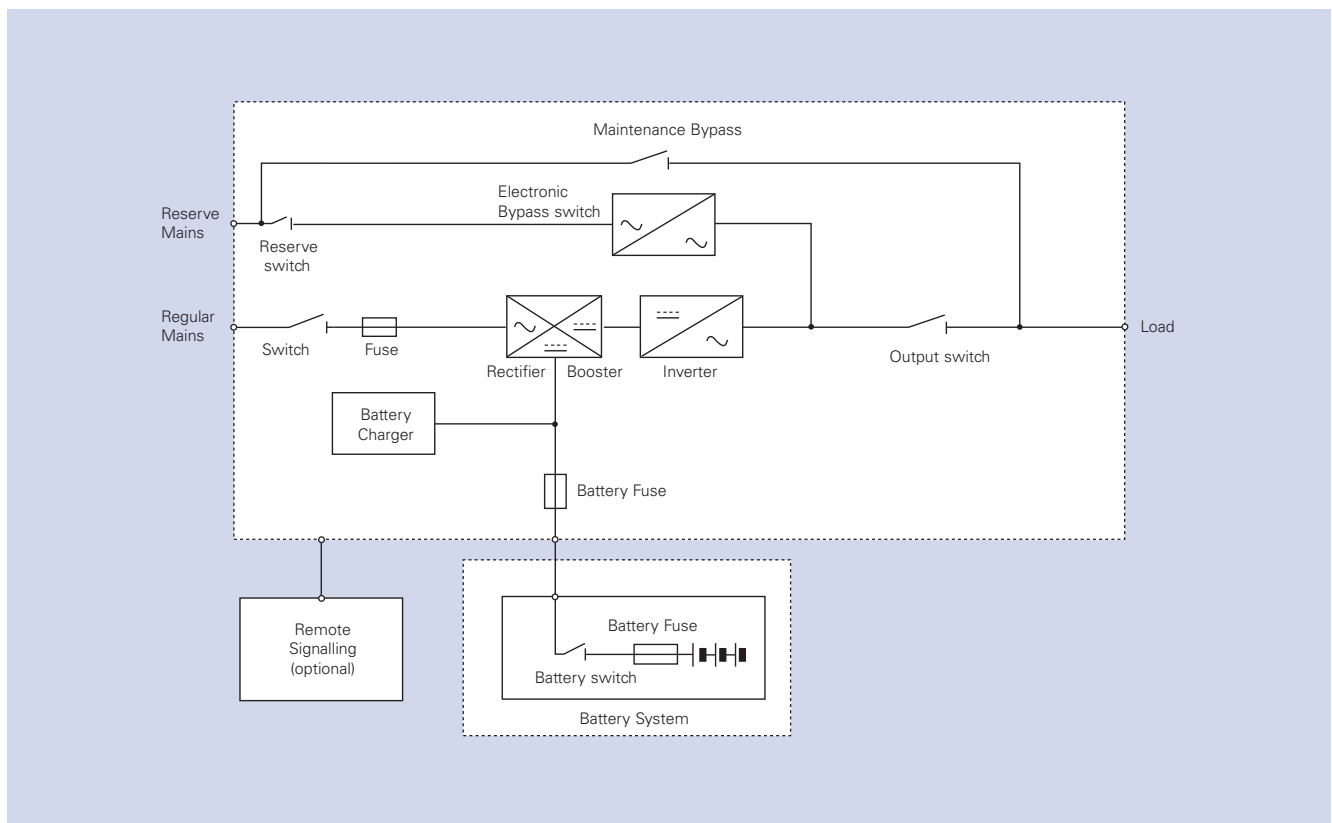 Maintenance Bypass
Electronic
Bypass switch
Reserve
Mains
Reserve
switch
Regular
Mains
Switch
Fuse
Rectifier
Booster
Inverter
Output switch
Load
Battery
Charger
Battery Fuse
Remote
Signalling
(optional)
Battery Fuse
Battery switch
Battery System